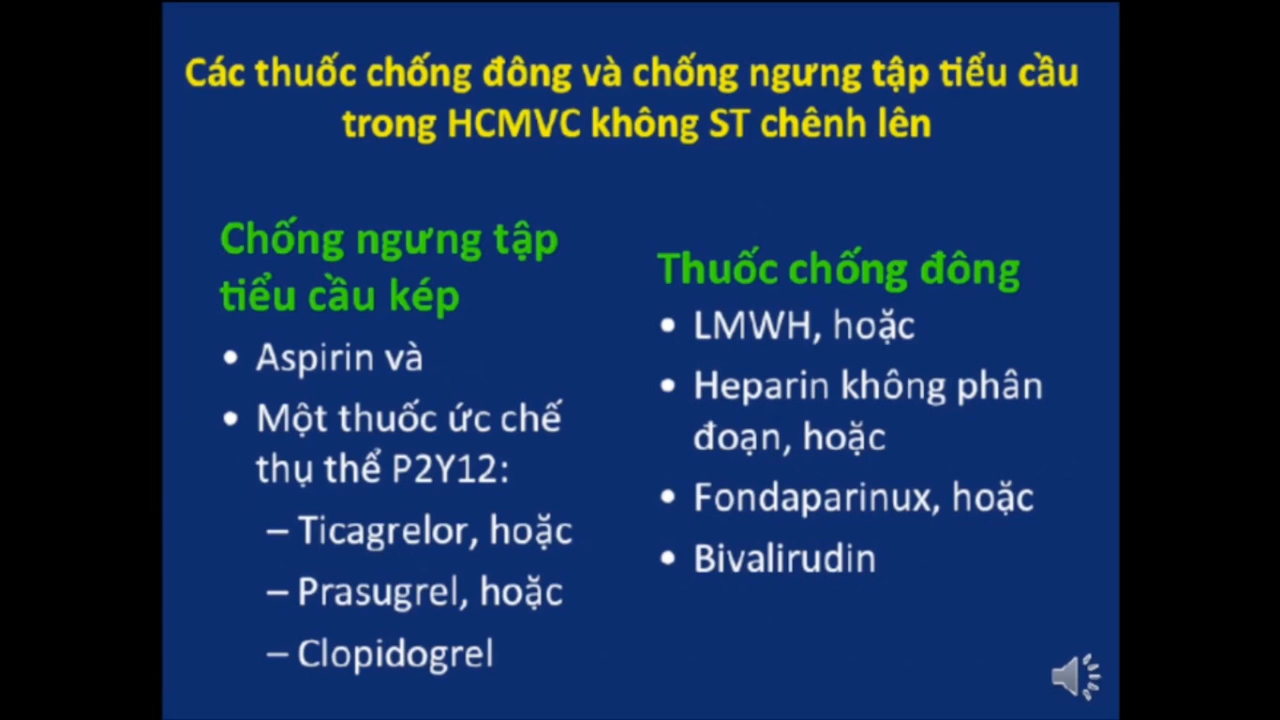 Các thuốc chống đông và chống ngưng tập tiểu cầu
trong HCMVC không ST chênh lên
Chống ngưng tập
tiểu cầu kép
• Aspirin và
• Một thuốc ức chế
thụ thể P2Y12:
– Ticagrelor, hoặc
– Prasugrel, hoặc
– Clopidogrel
Thuốc chống đông
• LMWH, hoặc
• Heparin không phân
đoạn, hoặc
• Fondaparinux, hoặc
• Bivalirudin